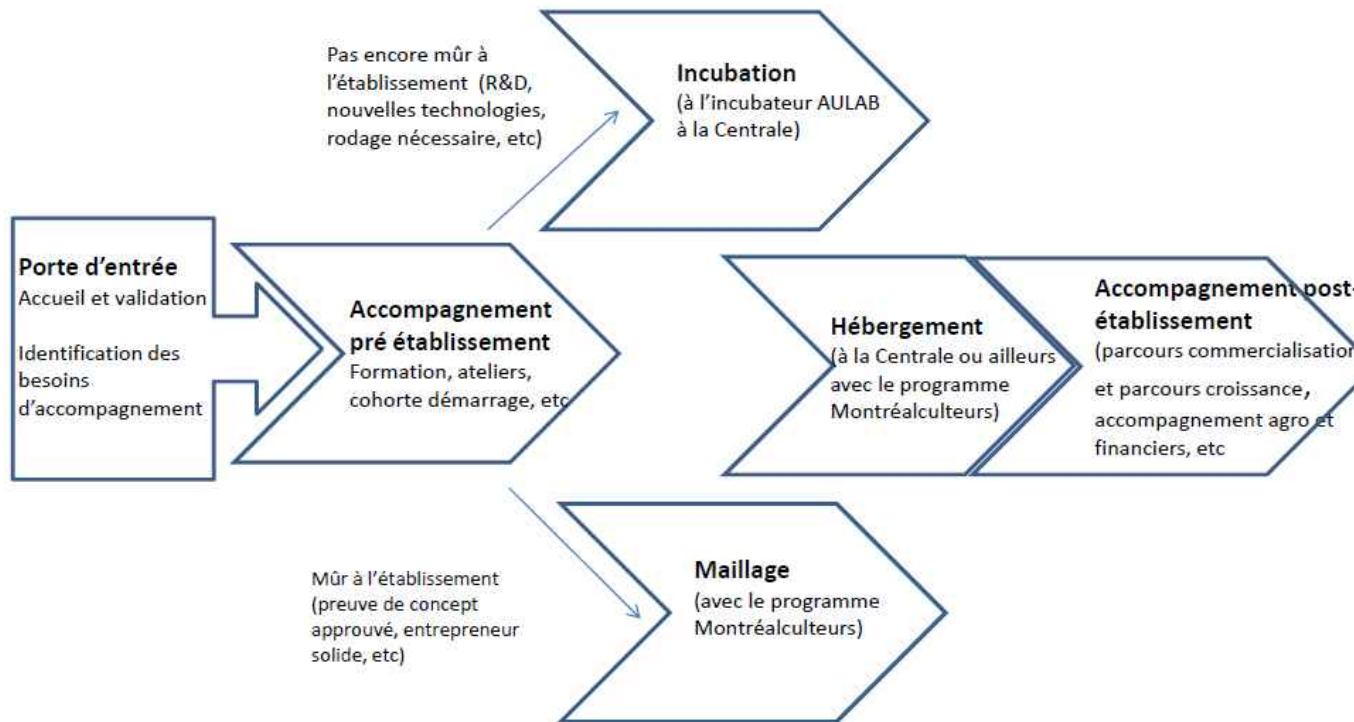 Pas encore mûr à
l'établissement (R&D,
nouvelles technologies,
rodage nécessaire, etc)
Incubation
(à l'incubateur AULAB
à la Centrale)
Porte d'entrée
Accueil et validation
Identification des
besoins
d'accompagnement
Accompagnement
pré établissement
Formation, ateliers,
cohorte démarrage, etc
Hébergement
(à la Centrale ou ailleurs
avec le programme
Montréalculteurs)
Accompagnement post-
établissement
(parcours commercialisation
et parcours croissance,
accompagnement agro et
financiers, etc
Mûr à l'établissement
(preuve de concept
approuvé, entrepreneur
solide, etc)
Maillage
(avec le programme
Montréalculteurs)